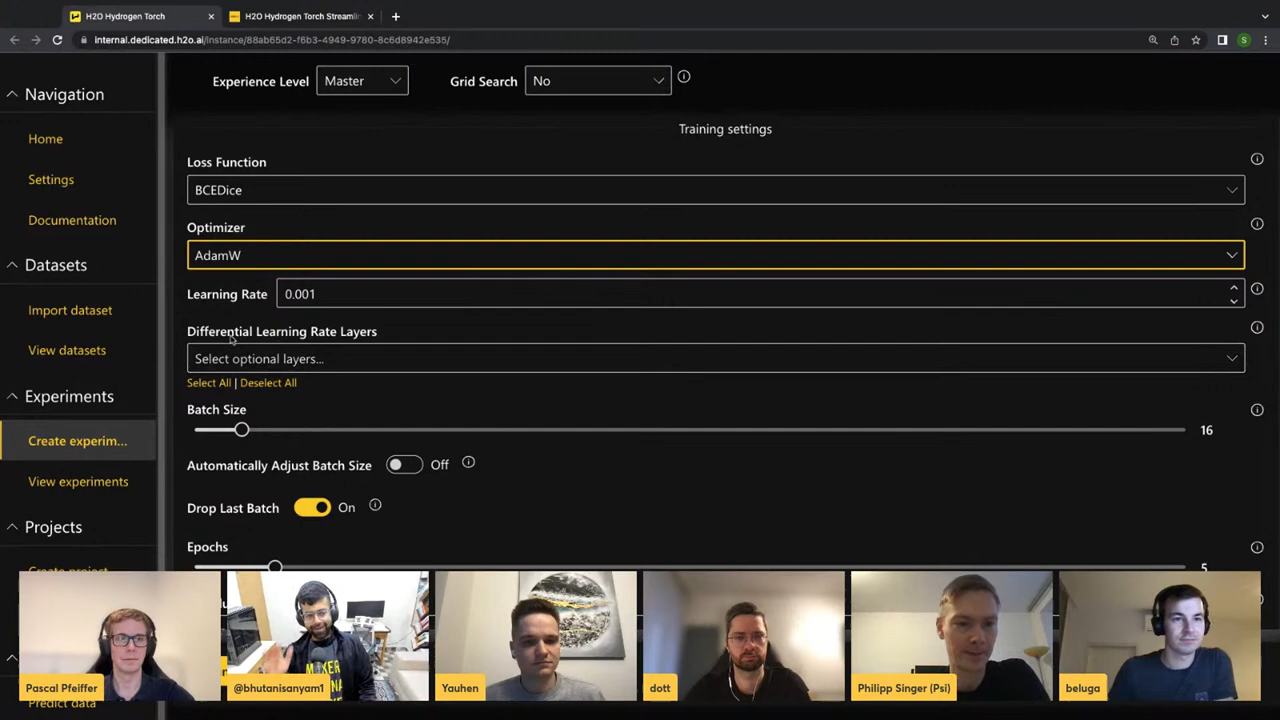 H2O Hydrogen Torch
H2O Hydrogen Torch Streamlin
internal.dedicated.h2o.ai/instance/88ab65d2-f6b3-4949-9780-8c6d8942e535/
S
Navigation
Home
Settings
Documentation
Datasets
Import dataset
View datasets
Experiments
Create experim...
View experiments
Projects
Create project
Predict data
Experience Level Master Grid Search No
Training settings
Loss Function
BCEDice
Optimizer
AdamW
Learning Rate 0.001
Differential Learning Rate Layers
Select optional layers...
Select All | Deselect All
Batch Size
16
Automatically Adjust Batch Size Off
Drop Last Batch On
Epochs
5
Pascal Pfeiffer
@bhutanisanyam1
Yauhen
dott
Philipp Singer (Psi)
beluga